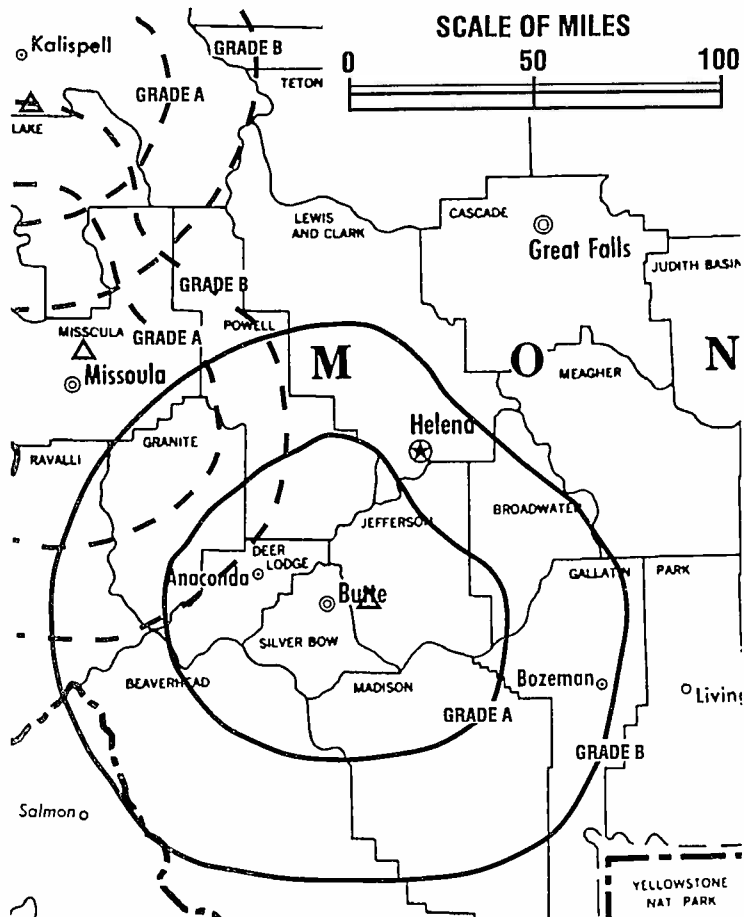 SCALE OF MILES
0 50 100
Kalispell
GRADE B
TETON
GRADE A
LAKE
LEWIS
AND CLARK
CASCADE
Great Falls
JUDITH BASIN
GRADE B
MISSCULA
GRADE A
POWELL
M O N
MEAGHER
Missoula
Helena
GRANITE
RAVALLI
JEFFERSON
BROADWATER
DEER
LODGE
Anaconda
GALLATIN
PARK
Butte
SILVER BOW
BEAVERHEAD
MADISON
Bozeman
Living
GRADE A
GRADE B
Salmon
YELLOWSTONE
NAT PARK